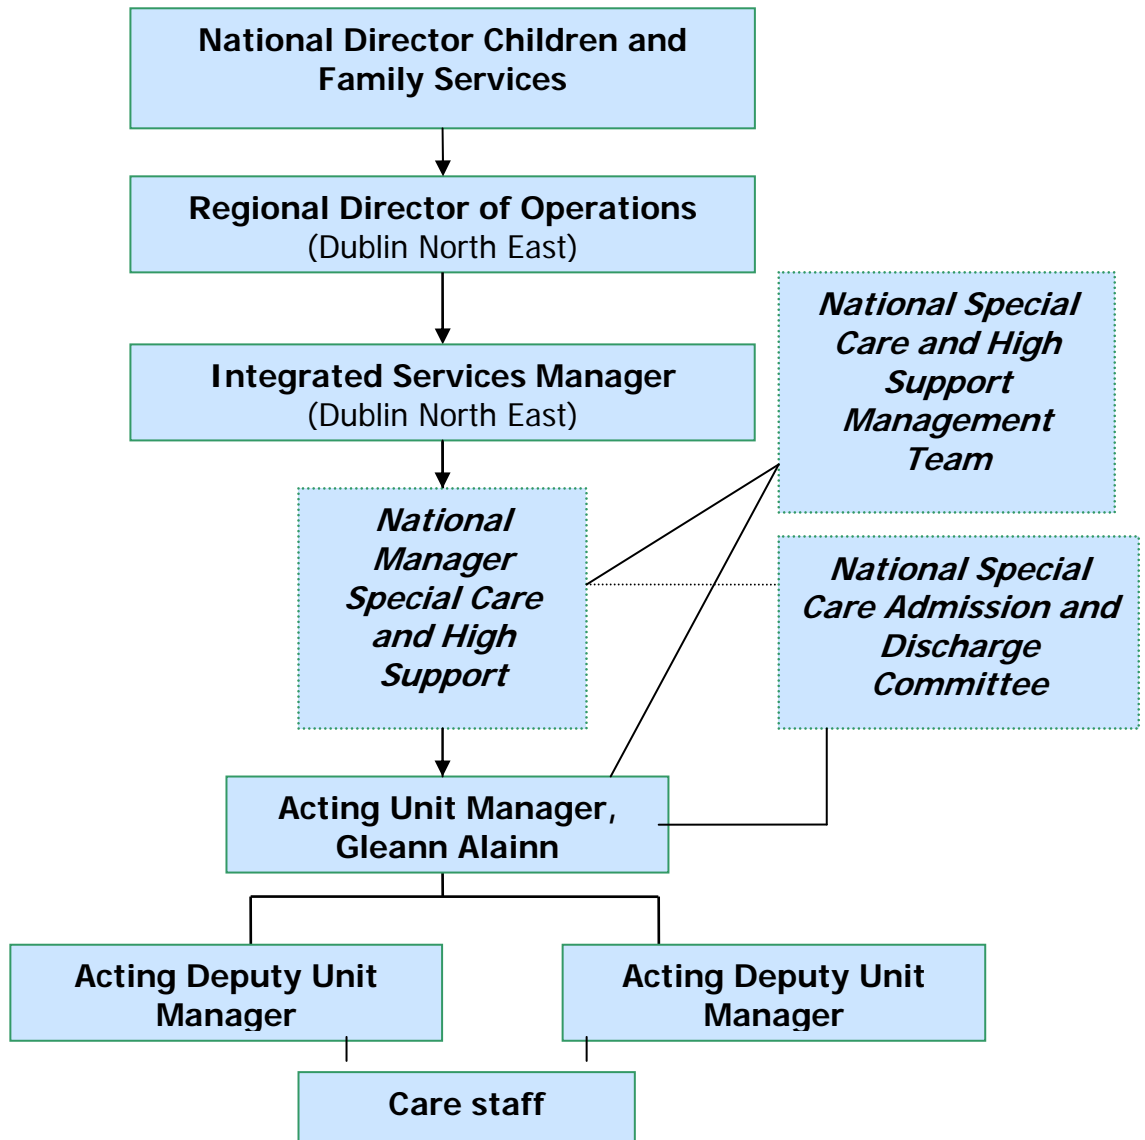 National Director Children and
Family Services
Regional Director of Operations
(Dublin North East)
Integrated Services Manager
(Dublin North East)
National Special
Care and High
Support
Management
Team
National
Manager
Special Care
and High
Support
National Special
Care Admission and
Discharge
Committee
Acting Unit Manager,
Gleann Alainn
Acting Deputy Unit
Manager
Acting Deputy Unit
Manager
Care staff